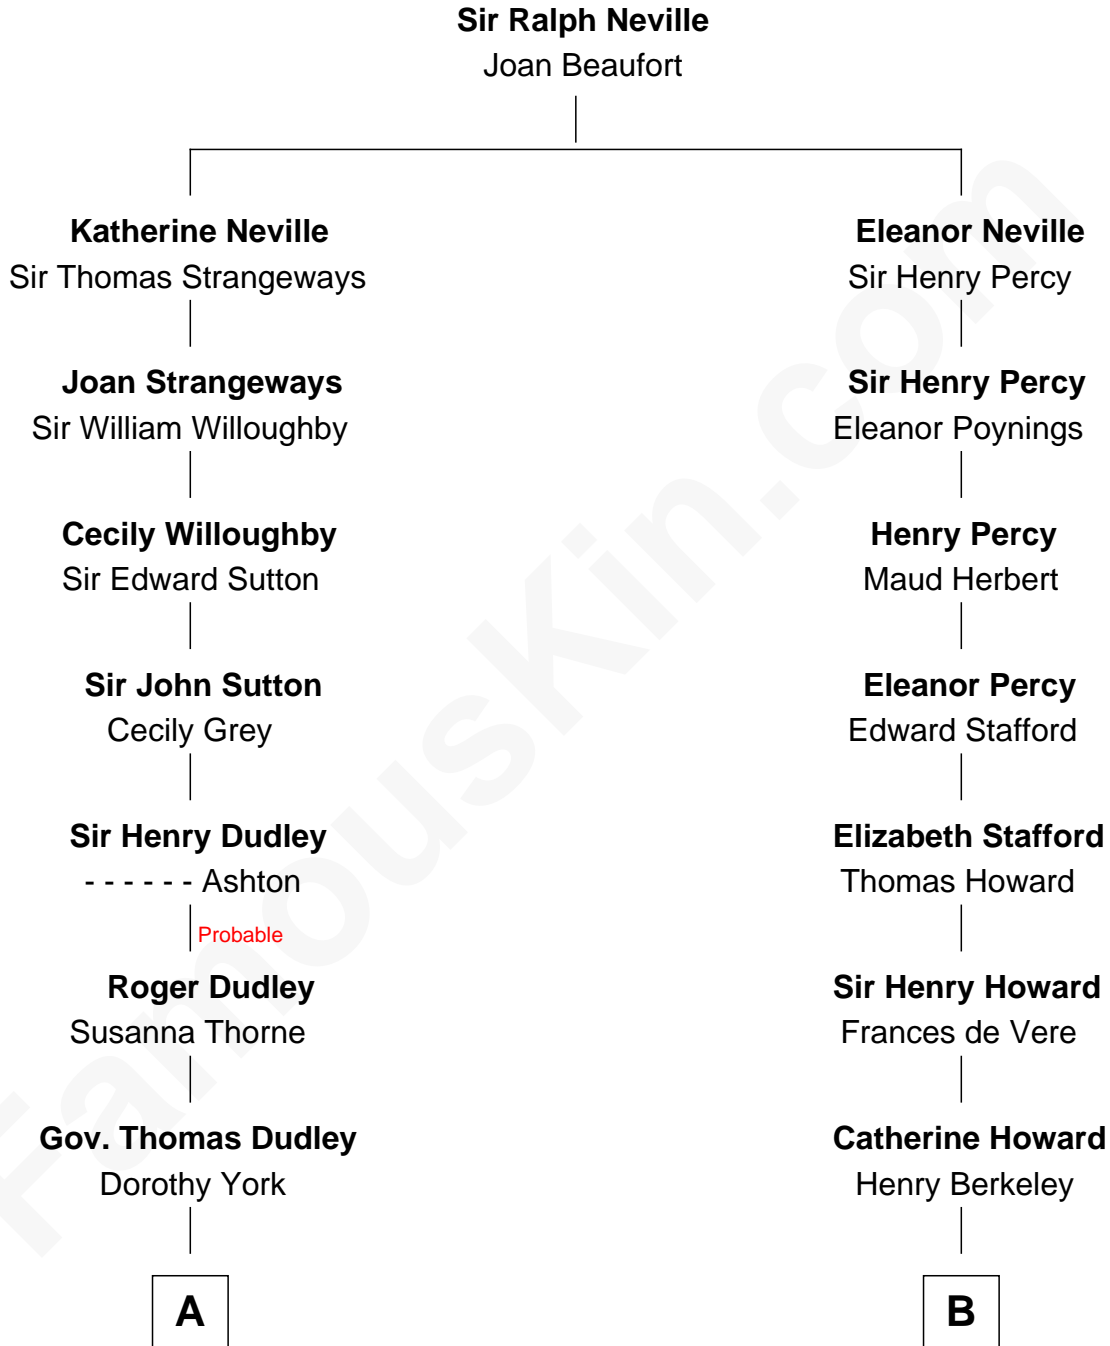 Sir Ralph Neville
Joan Beaufort
Katherine Neville
Sir Thomas Strangeways
Eleanor Neville
Sir Henry Percy
Joan Strangeways
Sir William Willoughby
Sir Henry Percy
Eleanor Poynings
Cecily Willoughby
Sir Edward Sutton
Henry Percy
Maud Herbert
Sir John Sutton
Cecily Grey
Eleanor Percy
Edward Stafford
Sir Henry Dudley
- - - - - - Ashton
Probable
Elizabeth Stafford
Thomas Howard
Roger Dudley
Susanna Thorne
Sir Henry Howard
Frances de Vere
Gov. Thomas Dudley
Dorothy York
Catherine Howard
Henry Berkeley
A
B
FamousKin.com